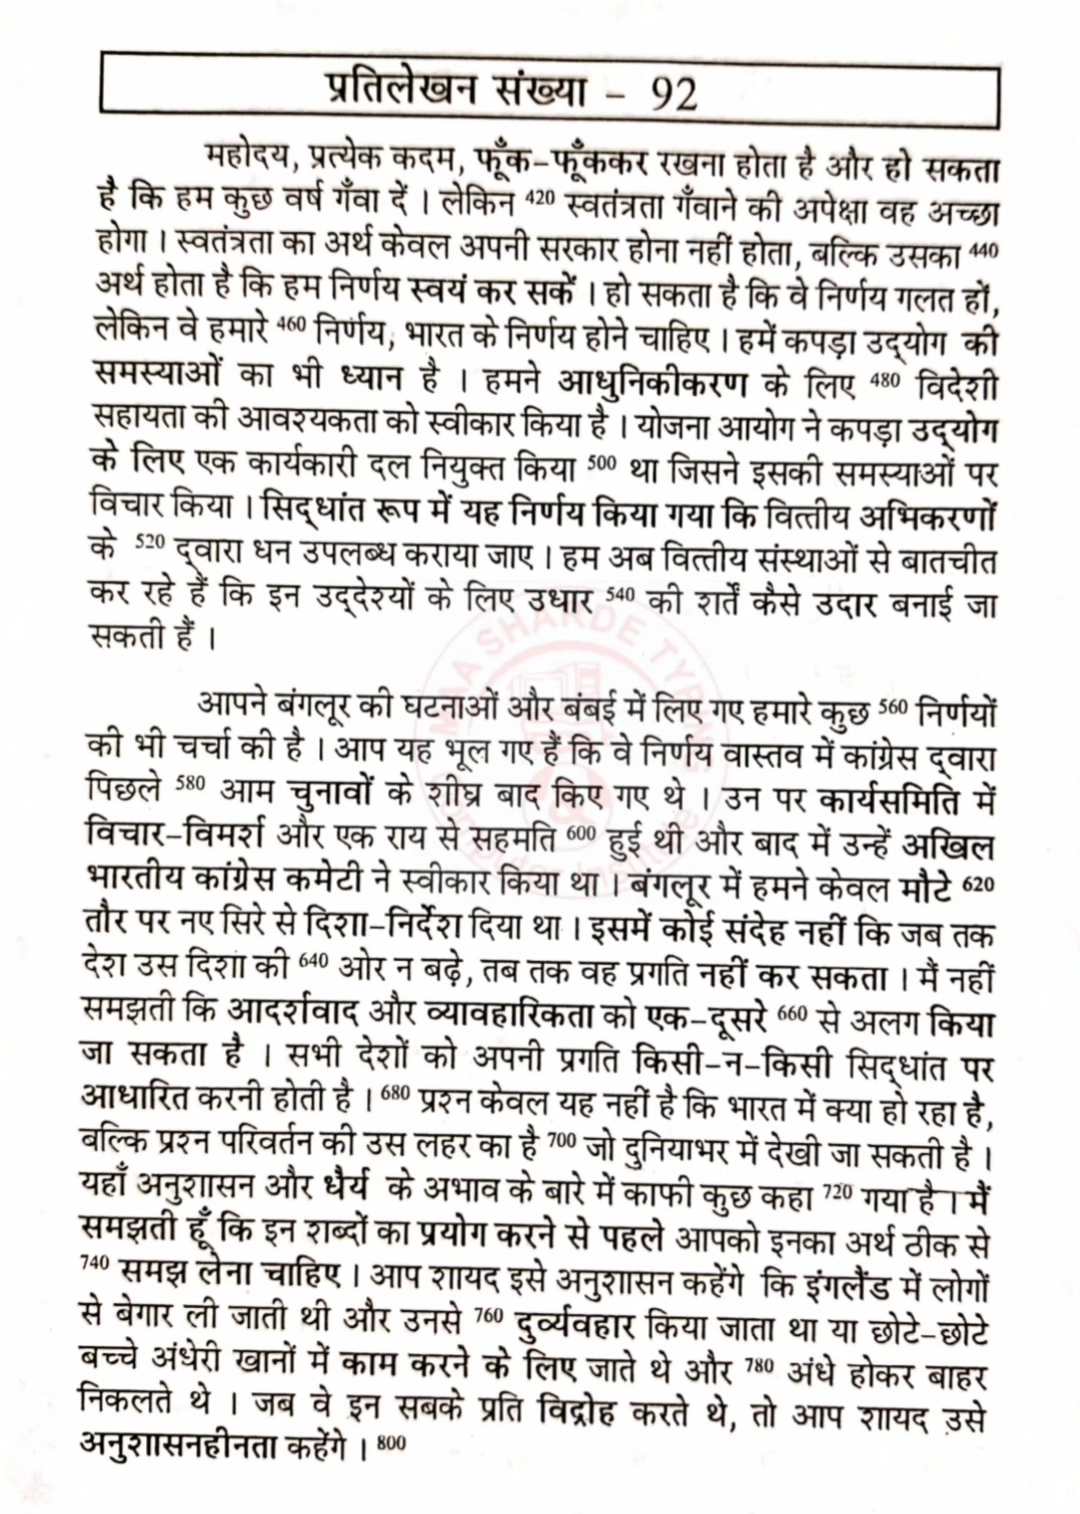 प्रतिलेखन संख्या - 92
महोदय, प्रत्येक कदम, फूँक-फूँककर रखना होता है और हो सकता
है कि हम कुछ वर्ष गँवा दें । लेकिन 420 स्वतंत्रता गँवाने की अपेक्षा वह अच्छा
होगा । स्वतंत्रता का अर्थ केवल अपनी सरकार होना नहीं होता, बल्कि उसका 440
अर्थ होता है कि हम निर्णय स्वयं कर सकें । हो सकता है कि वे निर्णय गलत हों,
लेकिन वे हमारे 460 निर्णय, भारत के निर्णय होने चाहिए । हमें कपड़ा उद्योग की
समस्याओं का भी ध्यान है । हमने आधुनिकीकरण के लिए 480 विदेशी
सहायता की आवश्यकता को स्वीकार किया है । योजना आयोग ने कपड़ा उद्योग
के लिए एक कार्यकारी दल नियुक्त किया 500 था जिसने इसकी समस्याओं पर
विचार किया । सिद्धांत रूप में यह निर्णय किया गया कि वित्तीय अभिकरणों
के 520 द्वारा धन उपलब्ध कराया जाए । हम अब वित्तीय संस्थाओं से बातचीत
कर रहे हैं कि इन उद्देश्यों के लिए उधार 540 की शर्तें कैसे उदार बनाई जा
सकती हैं ।
आपने बंगलूर की घटनाओं और बंबई में लिए गए हमारे कुछ 560 निर्णयों
की भी चर्चा की है । आप यह भूल गए हैं कि वे निर्णय वास्तव में कांग्रेस द्वारा
पिछले 580 आम चुनावों के शीघ्र बाद किए गए थे । उन पर कार्यसमिति में
विचार-विमर्श और एक राय से सहमति 600 हुई थी और बाद में उन्हें अखिल
भारतीय कांग्रेस कमेटी ने स्वीकार किया था । बंगलूर में हमने केवल मौटे 620
तौर पर नए सिरे से दिशा-निर्देश दिया था । इसमें कोई संदेह नहीं कि जब तक
देश उस दिशा की 640 ओर न बढ़े, तब तक वह प्रगति नहीं कर सकता । मैं नहीं
समझती कि आदर्शवाद और व्यावहारिकता को एक-दूसरे 660 से अलग किया
जा सकता है । सभी देशों को अपनी प्रगति किसी-न-किसी सिद्धांत पर
आधारित करनी होती है । 680 प्रश्न केवल यह नहीं है कि भारत में क्या हो रहा है,
बल्कि प्रश्न परिवर्तन की उस लहर का है 700 जो दुनियाभर में देखी जा सकती है ।
यहाँ अनुशासन और धैर्य के अभाव के बारे में काफी कुछ कहा 720 गया है । मैं
समझती हूँ कि इन शब्दों का प्रयोग करने से पहले आपको इनका अर्थ ठीक से
740 समझ लेना चाहिए । आप शायद इसे अनुशासन कहेंगे कि इंगलैंड में लोगों
से बेगार ली जाती थी और उनसे 760 दुर्व्यवहार किया जाता था या छोटे-छोटे
बच्चे अंधेरी खानों में काम करने के लिए जाते थे और 780 अंधे होकर बाहर
निकलते थे । जब वे इन सबके प्रति विद्रोह करते थे, तो आप शायद उसे
अनुशासनहीनता कहेंगे । 800
MAA SHARDE TYPING
& Computer Institute